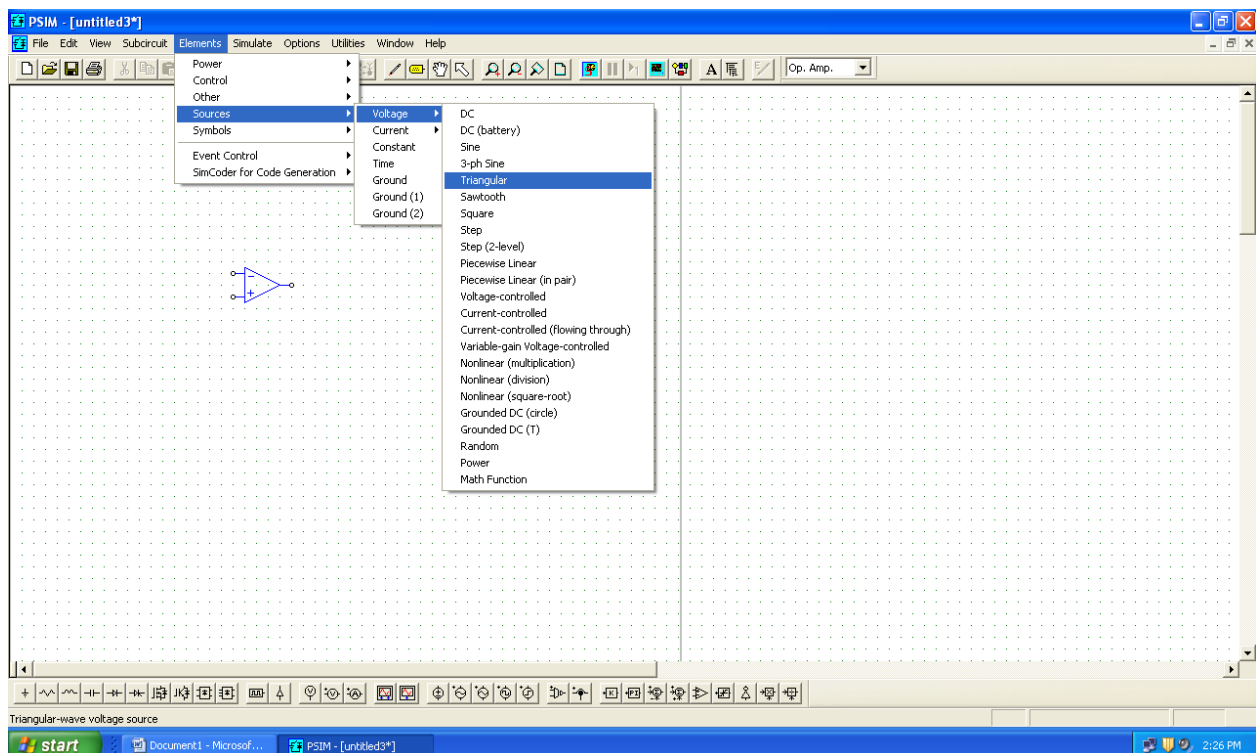 PSIM - [untitled3*]
File Edit View Subcircuit Elements Simulate Options Utilities Window Help
Op. Amp.
Power
Control
Other
Sources
Symbols
Event Control
SimCoder for Code Generation
Voltage
Current
Constant
Time
Ground
Ground (1)
Ground (2)
DC
DC (battery)
Sine
3-ph Sine
Triangular
Sawtooth
Square
Step
Step (2-level)
Piecewise Linear
Piecewise Linear (in pair)
Voltage-controlled
Current-controlled
Current-controlled (flowing through)
Variable-gain Voltage-controlled
Nonlinear (multiplication)
Nonlinear (division)
Nonlinear (square-root)
Grounded DC (circle)
Grounded DC (T)
Random
Power
Math Function
Triangular-wave voltage source
start
Document1 - Microsof...
PSIM - [untitled3*]
2:26 PM